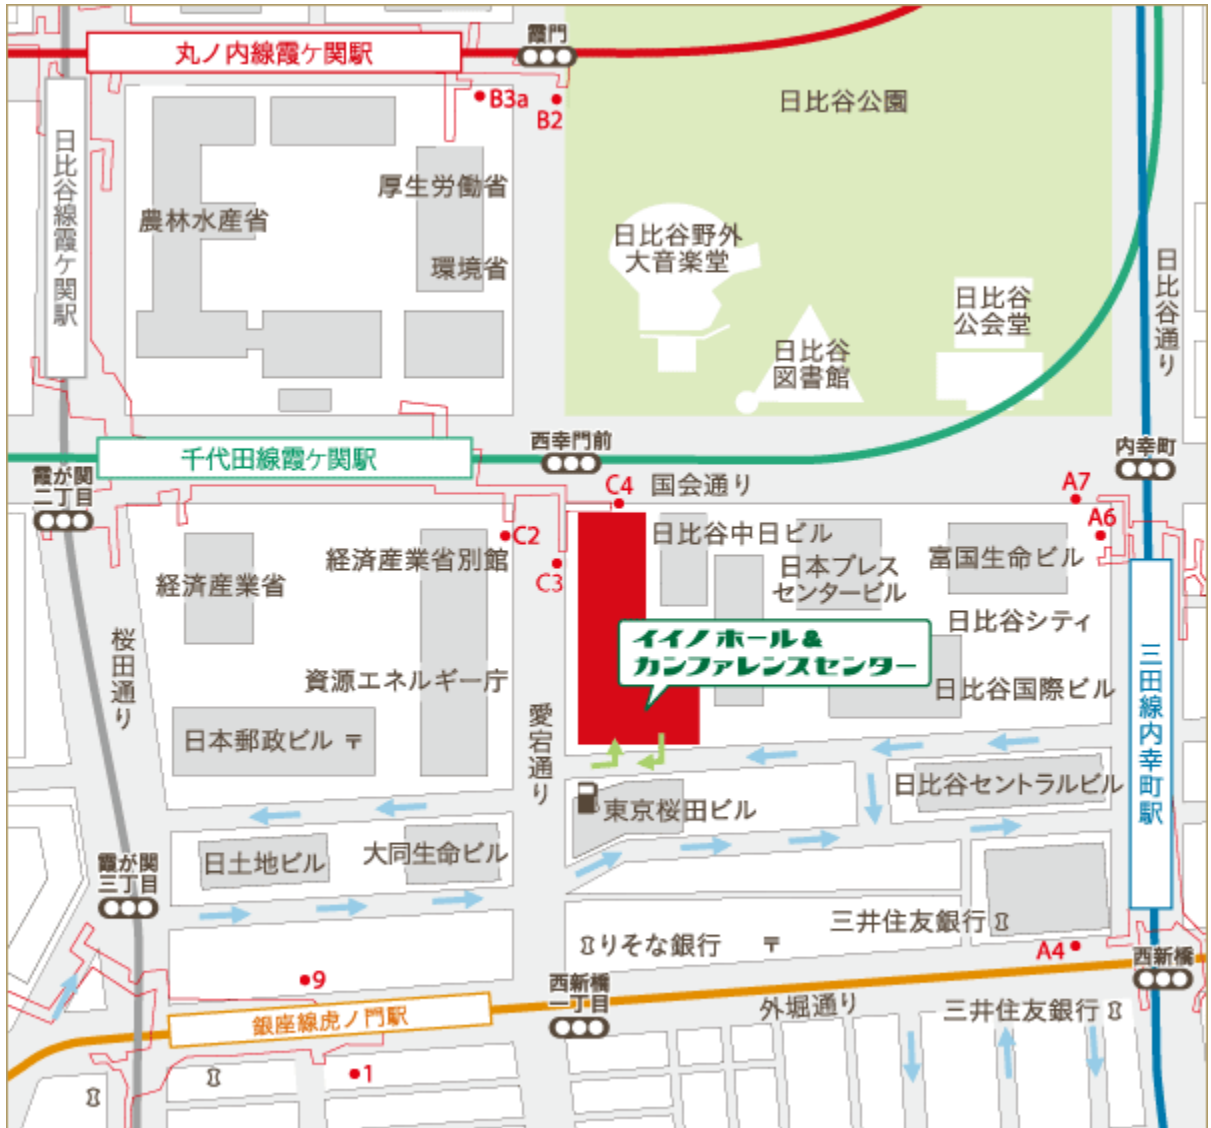 霞門
丸ノ内線霞ケ関駅
B3a
B2
日比谷公園
日比谷線霞ケ関駅
厚生労働省
農林水産省
環境省
日比谷野外
大音楽堂
日比谷
公会堂
日比谷
図書館
日比谷通り
千代田線霞ケ関駅
西幸門前
内幸町
霞が関
二丁目
国会通り
C4
A7
A6
C2
C3
日比谷中日ビル
経済産業省別館
経済産業省
日本プレス
センタービル
富国生命ビル
日比谷シティ
イイノホール&
カンファレンスセンター
桜田通り
資源エネルギー庁
日比谷国際ビル
三田線内幸町駅
日本郵政ビル 〒
愛宕通り
東京桜田ビル
日比谷セントラルビル
日土地ビル
大同生命ビル
霞が関
三丁目
三井住友銀行
りそな銀行
〒
A4
西新橋
9
西新橋
一丁目
銀座線虎ノ門駅
外堀通り
三井住友銀行
1